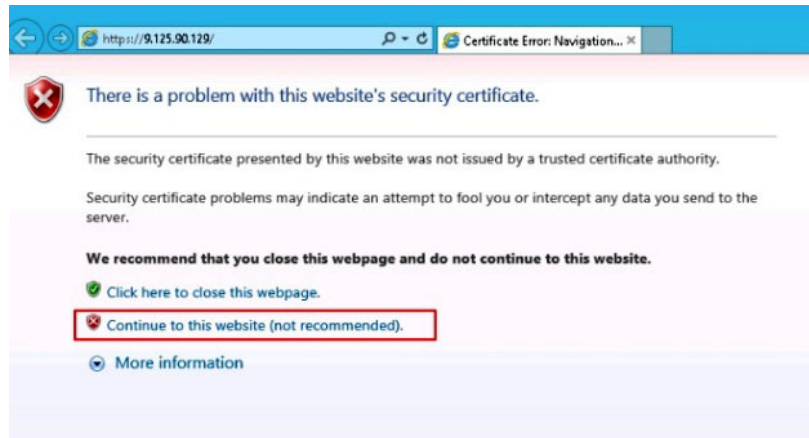 https://9.125.90.129/
Certificate Error: Navigation...
There is a problem with this website's security certificate.
The security certificate presented by this website was not issued by a trusted certificate authority.
Security certificate problems may indicate an attempt to fool you or intercept any data you send to the
server.
We recommend that you close this webpage and do not continue to this website.
Click here to close this webpage.
Continue to this website (not recommended).
More information